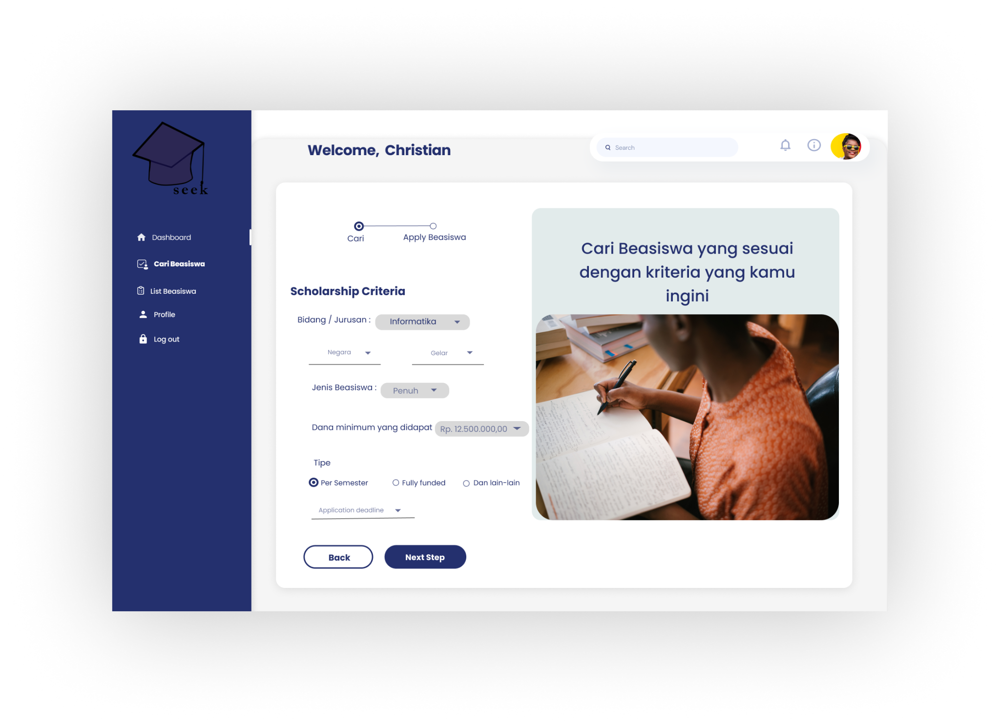 seek
Dashboard
Cari Beasiswa
List Beasiswa
Profile
Log out
Welcome, Christian
Search
Cari
Apply Beasiswa
Scholarship Criteria
Bidang / Jurusan : Informatika
Negara Gelar
Jenis Beasiswa : Penuh
Dana minimum yang didapat Rp. 12.500.000,00
Tipe
Per Semester Fully funded Dan lain-lain
Application deadline
Back Next Step
Cari Beasiswa yang sesuai
dengan kriteria yang kamu
ingini